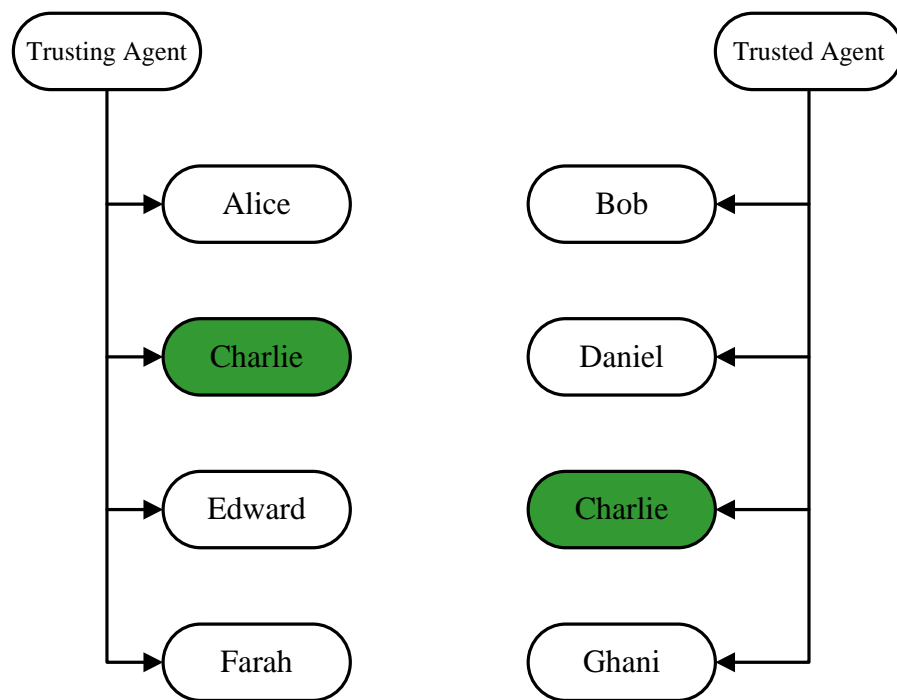 Trusting Agent
Trusted Agent
Alice
Bob
Charlie
Daniel
Edward
Charlie
Farah
Ghani